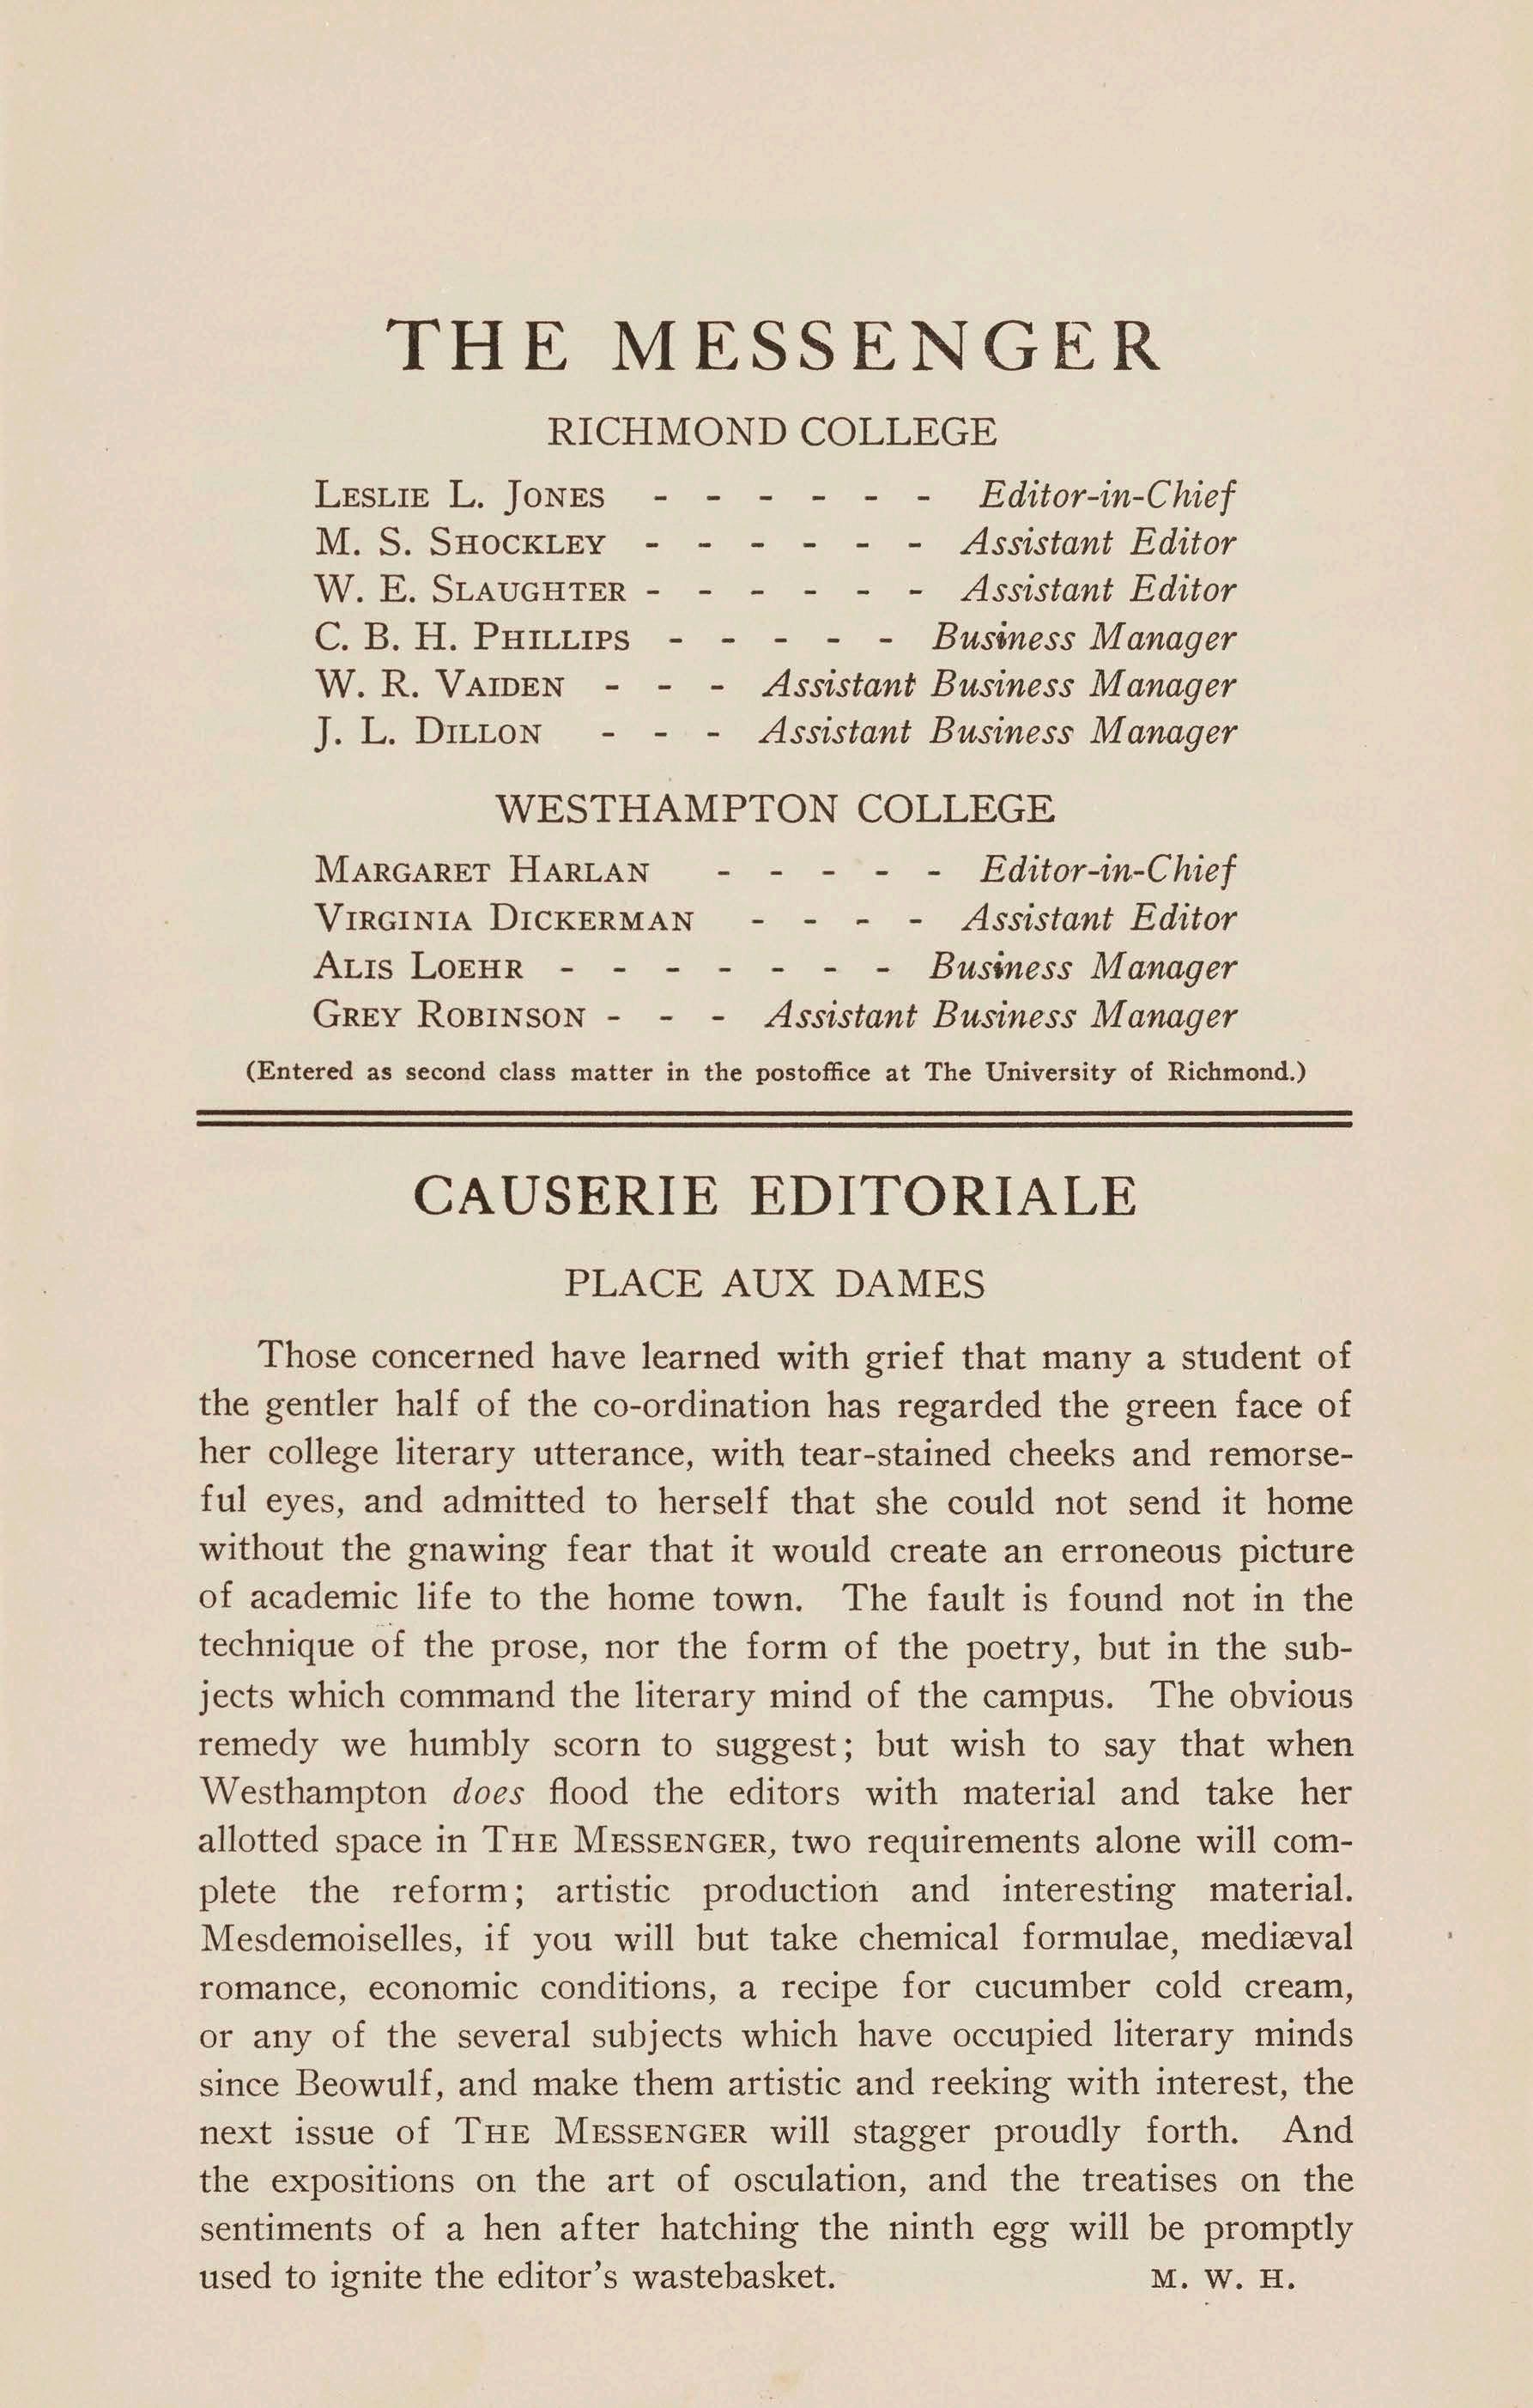 THE MESSENGER
RICHMOND COLLEGE
LESLIE L. JONES - - - - - - Editor-in-Chief
M. S. SHOCKLEY - - - - - - Assistant Editor
W. E. SLAUGHTER - - - - - - Assistant Editor
C. B. H. PHILLIPS - - - - - Business Manager
W. R. VAIDEN - - - Assistant Business Manager
J. L. DILLON - - - Assistant Business Manager
WESTHAMPTON COLLEGE
MARGARET HARLAN - - - - - Editor-in-Chief
VIRGINIA DICKERMAN - - - - Assistant Editor
ALIS LOEHR - - - - - - - Business Manager
GREY ROBINSON - - - Assistant Business Manager
(Entered as second class matter in the postoffice at The University of Richmond.)
CAUSERIE EDITORIALE
PLACE AUX DAMES
Those concerned have learned with grief that many a student of
the gentler half of the co-ordination has regarded the green face of
her college literary utterance, with tear-stained cheeks and remorse-
ful eyes, and admitted to herself that she could not send it home
without the gnawing fear that it would create an erroneous picture
of academic life to the home town. The fault is found not in the
technique of the prose, nor the form of the poetry, but in the sub-
jects which command the literary mind of the campus. The obvious
remedy we humbly scorn to suggest; but wish to say that when
Westhampton does flood the editors with material and take her
allotted space in THE MESSENGER, two requirements alone will com-
plete the reform; artistic production and interesting material.
Mesdemoiselles, if you will but take chemical formulae, mediæval
romance, economic conditions, a recipe for cucumber cold cream,
or any of the several subjects which have occupied literary minds
since Beowulf, and make them artistic and reeking with interest, the
next issue of THE MESSENGER will stagger proudly forth. And
the expositions on the art of osculation, and the treatises on the
sentiments of a hen after hatching the ninth egg will be promptly
used to ignite the editor's wastebasket. M. W. H.